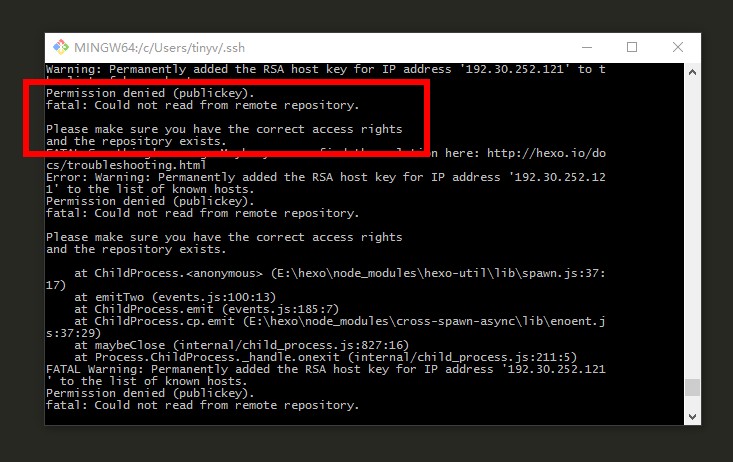 MINGW64:/c/Users/tinyv/.ssh
Warning: Permanently added the RSA host key for IP address '192.30.252.121' to t
Permission denied (publickey).
fatal: Could not read from remote repository.
Please make sure you have the correct access rights
and the repository exists.
solution here: http://hexo.io/do
cs/troubleshooting.html
Error: Warning: Permanently added the RSA host key for IP address '192.30.252.12
1' to the list of known hosts.
Permission denied (publickey).
fatal: Could not read from remote repository.
Please make sure you have the correct access rights
and the repository exists.
at ChildProcess.<anonymous> (E:\hexo\node_modules\hexo-util\lib\spawn.js:37:
17)
at emitTwo (events.js:100:13)
at ChildProcess.emit (events.js:185:7)
at ChildProcess.cp.emit (E:\hexo\node_modules\cross-spawn-async\lib\enoent.j
s:37:29)
at maybeClose (internal/child_process.js:827:16)
at Process.ChildProcess._handle.onexit (internal/child_process.js:211:5)
FATAL Warning: Permanently added the RSA host key for IP address '192.30.252.121
' to the list of known hosts.
Permission denied (publickey).
fatal: Could not read from remote repository.